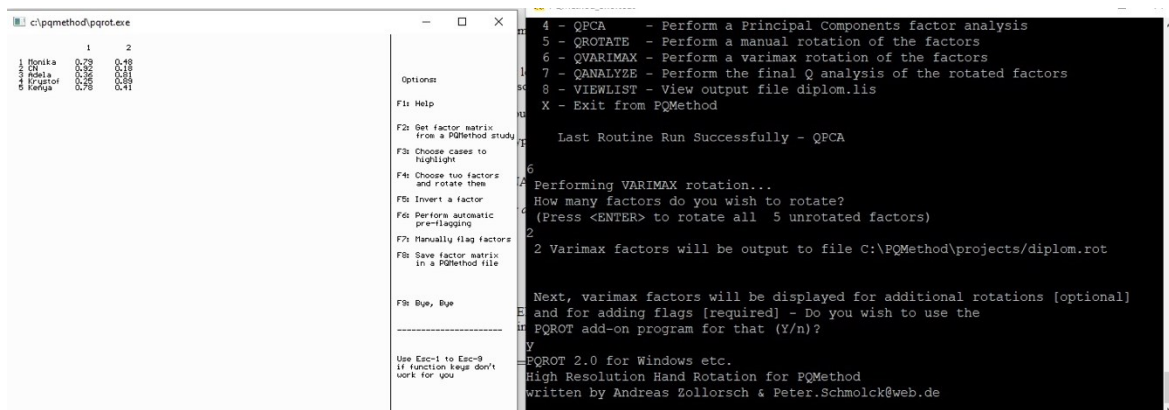 c:\pqmethod\pqrot.exe
1 2
1 Monika 0.79 0.48
2 CN 0.92 0.18
3 Adela 0.36 0.81
4 Krystof 0.25 0.89
5 Kenya 0.78 0.41
Options:
F1: Help
F2: Get factor matrix
from a PQMethod study
F3: Choose cases to
highlight
F4: Choose two factors
and rotate them
F5: Invert a factor
F6: Perform automatic
pre-flagging
F7: Manually flag factors
F8: Save factor matrix
in a PQMethod file
F9: Bye, Bye
----------------------
Use Esc-1 to Esc-9
if function keys don't
work for you
4 - QPCA - Perform a Principal Components factor analysis
5 - QROTATE - Perform a manual rotation of the factors
6 - QVARIMAX - Perform a varimax rotation of the factors
7 - QANALYZE - Perform the final Q analysis of the rotated factors
8 - VIEWLIST - View output file diplom.lis
X - Exit from PQMethod
Last Routine Run Successfully - QPCA
6
Performing VARIMAX rotation...
How many factors do you wish to rotate?
(Press <ENTER> to rotate all 5 unrotated factors)
2
2 Varimax factors will be output to file C:\PQMethod\projects/diplom.rot
Next, varimax factors will be displayed for additional rotations [optional]
and for adding flags [required] - Do you wish to use the
PQROT add-on program for that (Y/n)?
y
PQROT 2.0 for Windows etc.
High Resolution Hand Rotation for PQMethod
written by Andreas Zollorsch & Peter.Schmolck@web.de